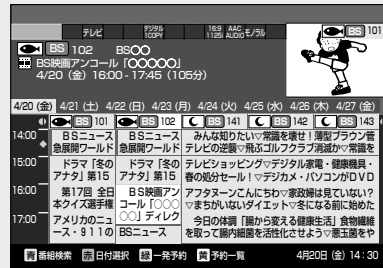 テレビ デジタル 1COPY 16:9 1125i AAC AUDIO モノラル BS 101
BS 102 BS○○
BS映画アンコール「○○○○○」
4/20 (金) 16:00 - 17:45 (105分)
4/20 (金) 4/21 (土) 4/22 (日) 4/23 (月) 4/24 (火) 4/25 (水) 4/26 (木) 4/27 (金)
BS 101 BS 102 BS 141 BS 142 BS 143
14:00 BSニュース BSニュース みんな知りたい▽常識を壊せ!薄型ブラウン管
急展開ワールド 急展開ワールド テレビの逆襲▽飛ぶゴルフクラブ消滅か▽常識を
15:00 ドラマ「冬の ドラマ「冬の テレビショッピング▽デジタル家電・健康機具・
アナタ」第15 アナタ」第15 春の処分セール!▽デジカメ・パソコンがDVD
16:00 第17回 全日 BS映画アン アフタヌーンこんにちわ▽家政婦は見ていない?
本クイズ選手権 コール「○○○ ▽まちがいないダイエット▽冬になる前に始めた
○○」ディレク
17:00 アメリカのニュ BSニュース 今日の体調「腸から変える健康生活」食物繊維
ース・911の を取って腸内細菌を活性化させよう▽悪玉菌をや
青 番組検索 赤 日付選択 緑 一発予約 黄 予約一覧 4月20日 (金) 14:30